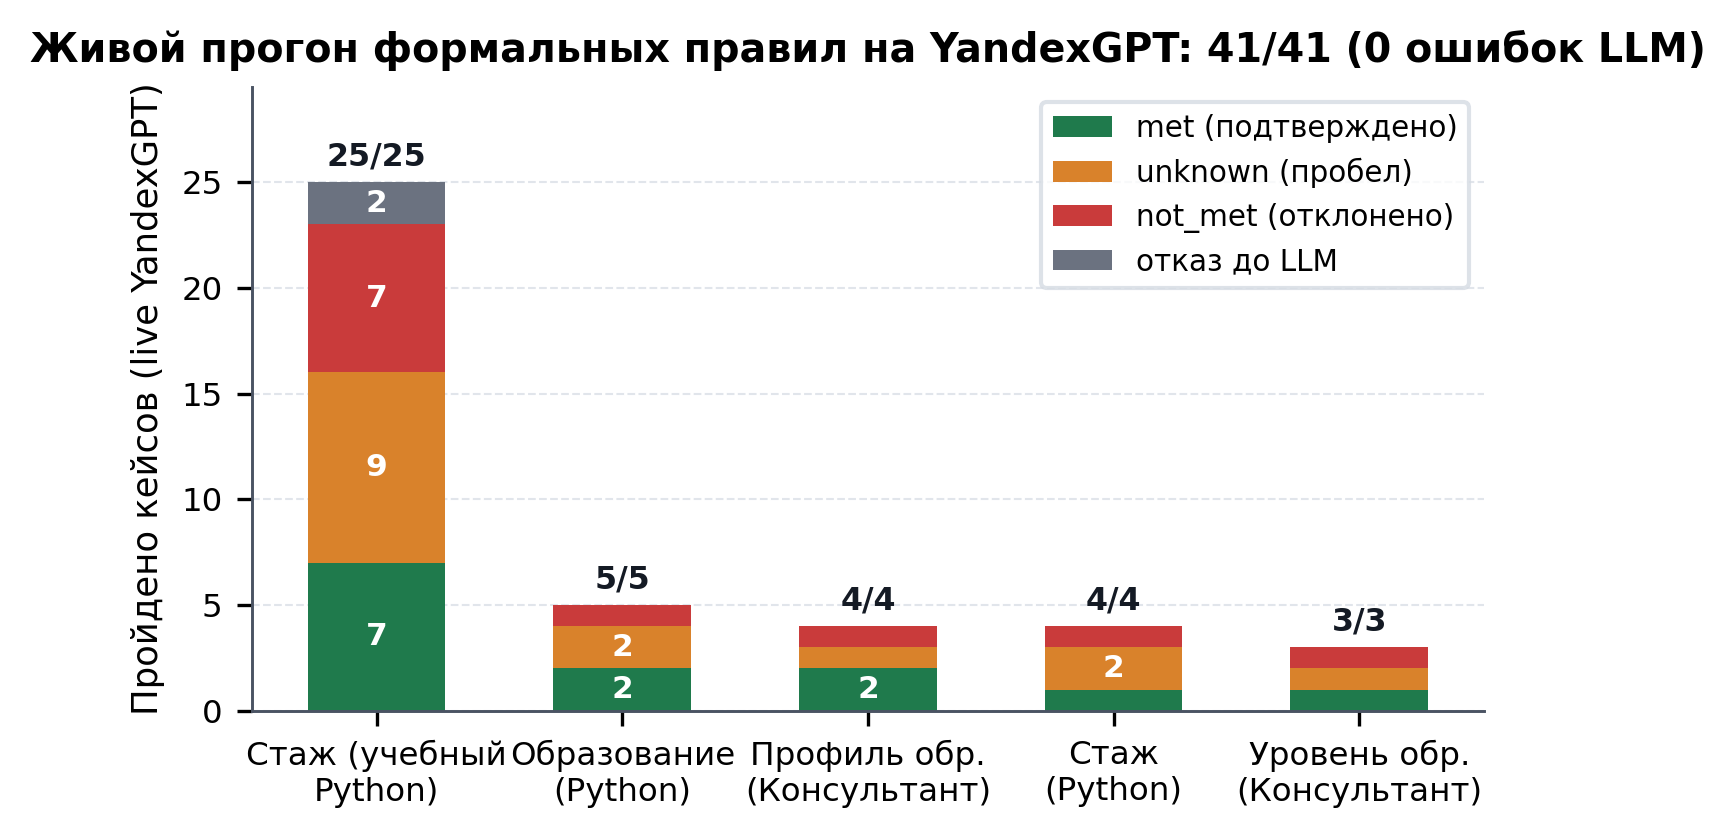 Живой прогон формальных правил на YandexGPT: 41/41 (0 ошибок LLM)
Пройдено кейсов (live YandexGPT)
met (подтверждено)
unknown (пробел)
not_met (отклонено)
отказ до LLM
25
20
15
10
5
0
25/25
2
7
9
7
5/5
2
2
4/4
2
4/4
2
3/3
Стаж (учебный
Python)
Образование
(Python)
Профиль обр.
(Консультант)
Стаж
(Python)
Уровень обр.
(Консультант)